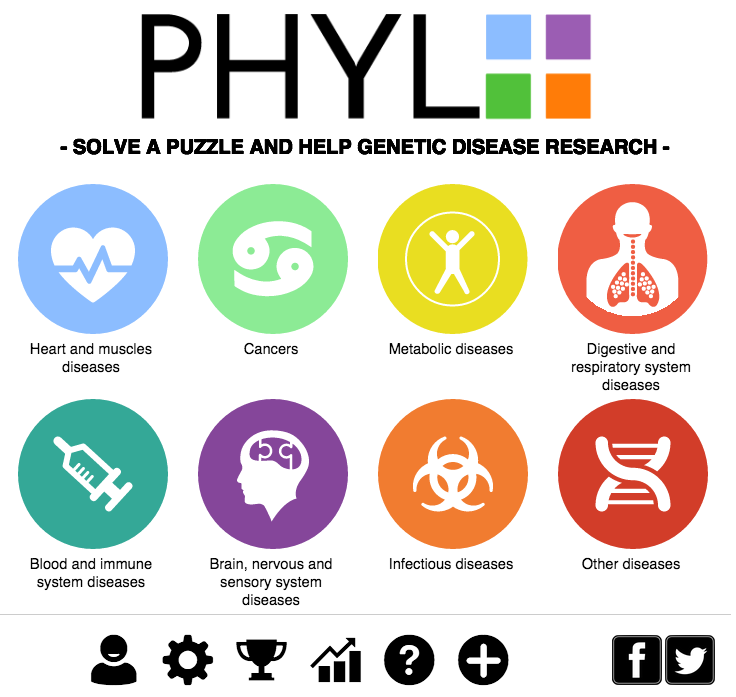 PHYL
- SOLVE A PUZZLE AND HELP GENETIC DISEASE RESEARCH -
Heart and muscles
diseases
Cancers
Metabolic diseases
Digestive and
respiratory system
diseases
Blood and immune
system diseases
Brain, nervous and
sensory system
diseases
Infectious diseases
Other diseases
?
f